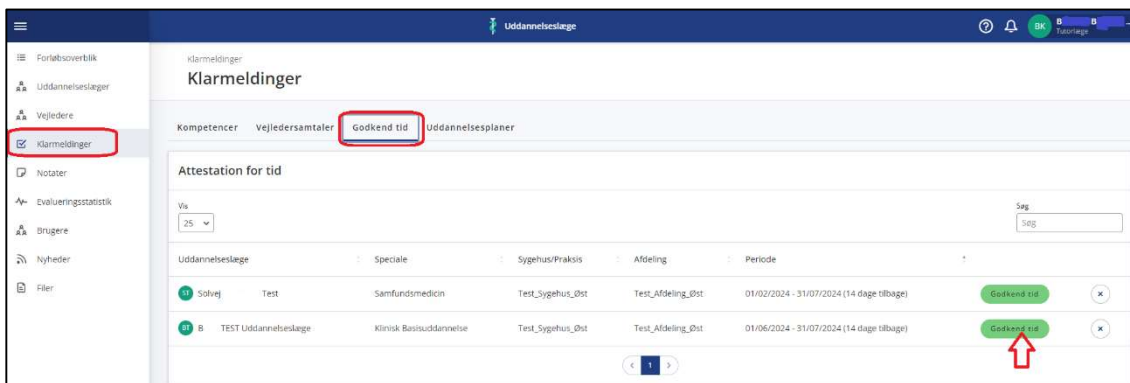 Uddannelseslæge
BK B B
Tutorlæge
Forløbsoverblik
Uddannelseslæger
Vejledere
Klarmeldinger
Notater
Evalueringsstatistik
Brugere
Nyheder
Filer
Klarmeldinger
Klarmeldinger
Kompetencer Vejledersamtaler Godkend tid Uddannelsesplaner
Attestation for tid
Vis Søg
25 Søg
Uddannelseslæge Speciale Sygehus/Praksis Afdeling Periode
ST Solvej Test Samfundsmedicin Test_Sygehus_Øst Test_Afdeling_Øst 01/02/2024 - 31/07/2024 (14 dage tilbage) Godkend tid
BT B TEST Uddannelseslæge Klinisk Basisuddannelse Test_Sygehus_Øst Test_Afdeling_Øst 01/06/2024 - 31/07/2024 (14 dage tilbage) Godkend tid
1